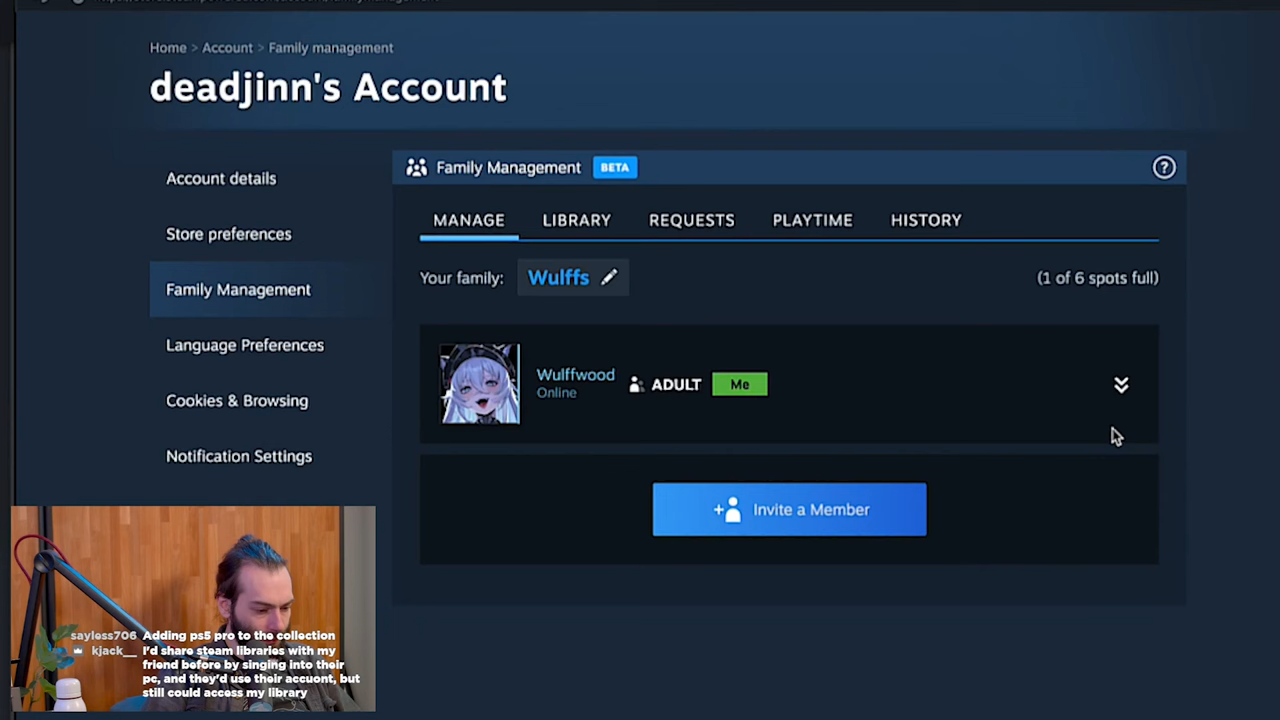 Home > Account > Family management
deadjinn's Account
Account details
Store preferences
Family Management
Language Preferences
Cookies & Browsing
Notification Settings
Family Management BETA
?
MANAGE LIBRARY REQUESTS PLAYTIME HISTORY
Your family: Wulffs (1 of 6 spots full)
Wulffwood
Online
ADULT Me
Invite a Member
sayless706 Adding ps5 pro to the collection
kjack__ I'd share steam libraries with my
friend before by singing into their
pc, and they'd use their accuont, but
still could access my library